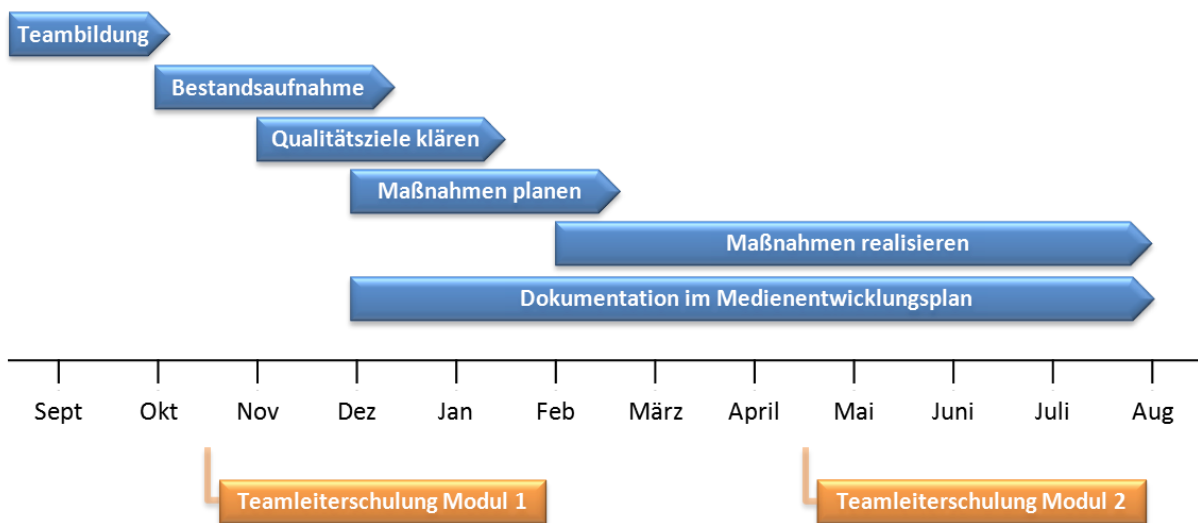 Teambildung
Bestandsaufnahme
Qualitätsziele klären
Maßnahmen planen
Maßnahmen realisieren
Dokumentation im Medienentwicklungsplan
Sept Okt Nov Dez Jan Feb März April Mai Juni Juli Aug
Teamleiterschulung Modul 1 Teamleiterschulung Modul 2